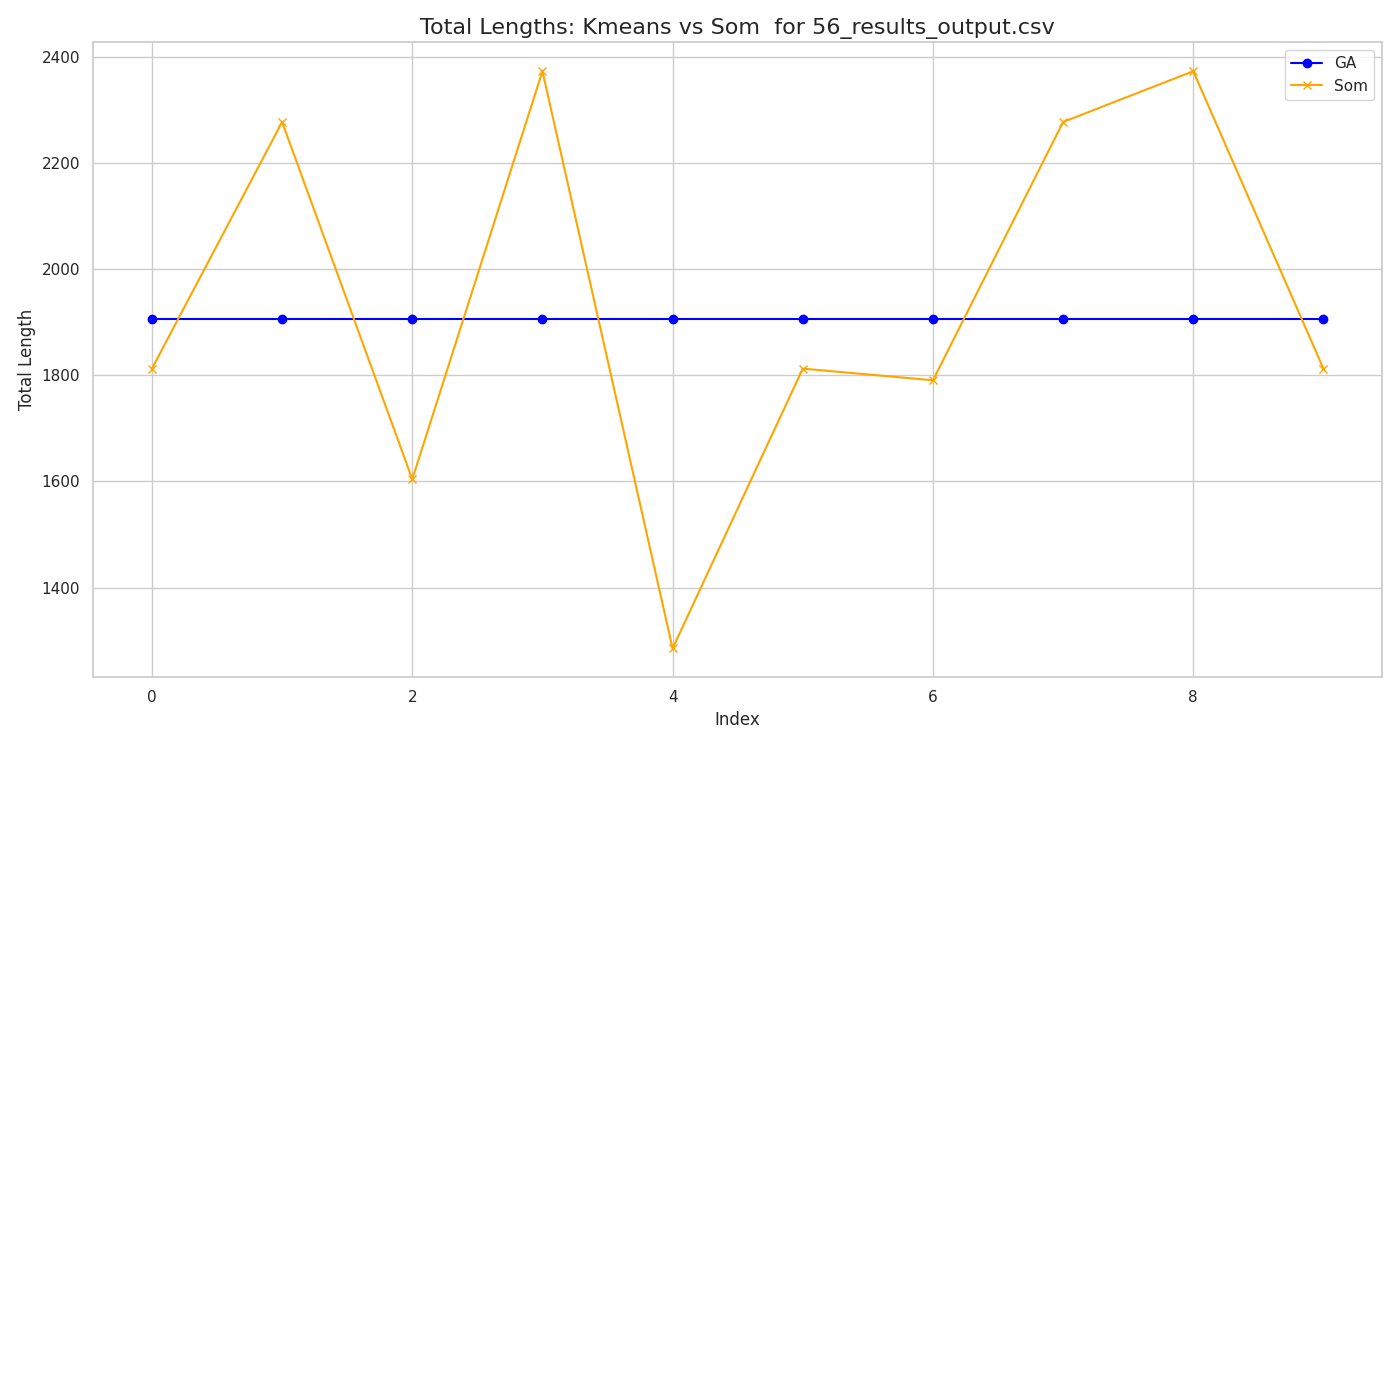 Total Lengths: Kmeans vs Som  for 56_results_output.csv
GA
Som
2400
2200
2000
1800
1600
1400
Total Length
0 2 4 6 8
Index